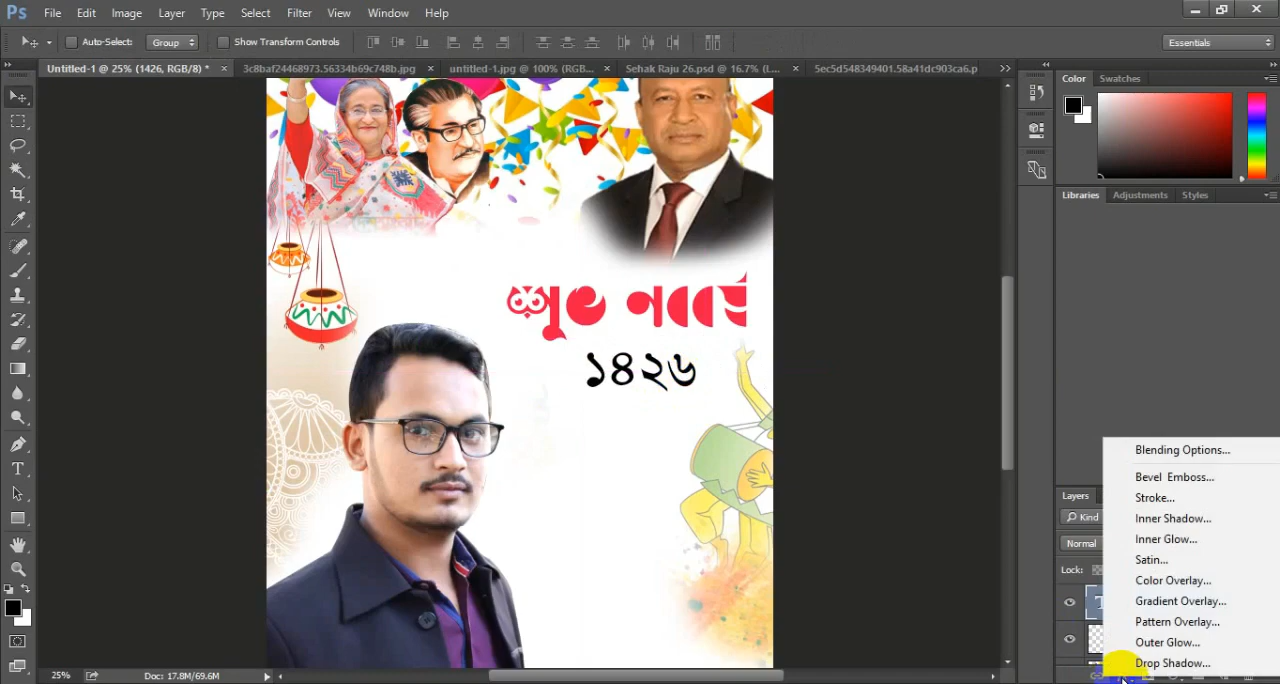 Ps File Edit Image Layer Type Select Filter View Window Help
Auto-Select: Group Show Transform Controls Essentials
Untitled-1 @ 25% (1426, RGB/8) * × 3c8baf24468973.56334b69c748b.jpg × untitled-1.jpg @ 100% (RGB... × Sehak Raju 26.psd @ 16.7% (L... × 5ec5d548349401.58a41dc903ca6.p
Color Swatches
Libraries Adjustments Styles
শুভ নববর্ষ
১৪২৬
Blending Options...
Bevel Emboss...
Stroke...
Inner Shadow...
Inner Glow...
Satin...
Color Overlay...
Gradient Overlay...
Pattern Overlay...
Outer Glow...
Drop Shadow...
Layers
Kind
Normal
Lock:
T
25% Doc: 17.8M/69.6M